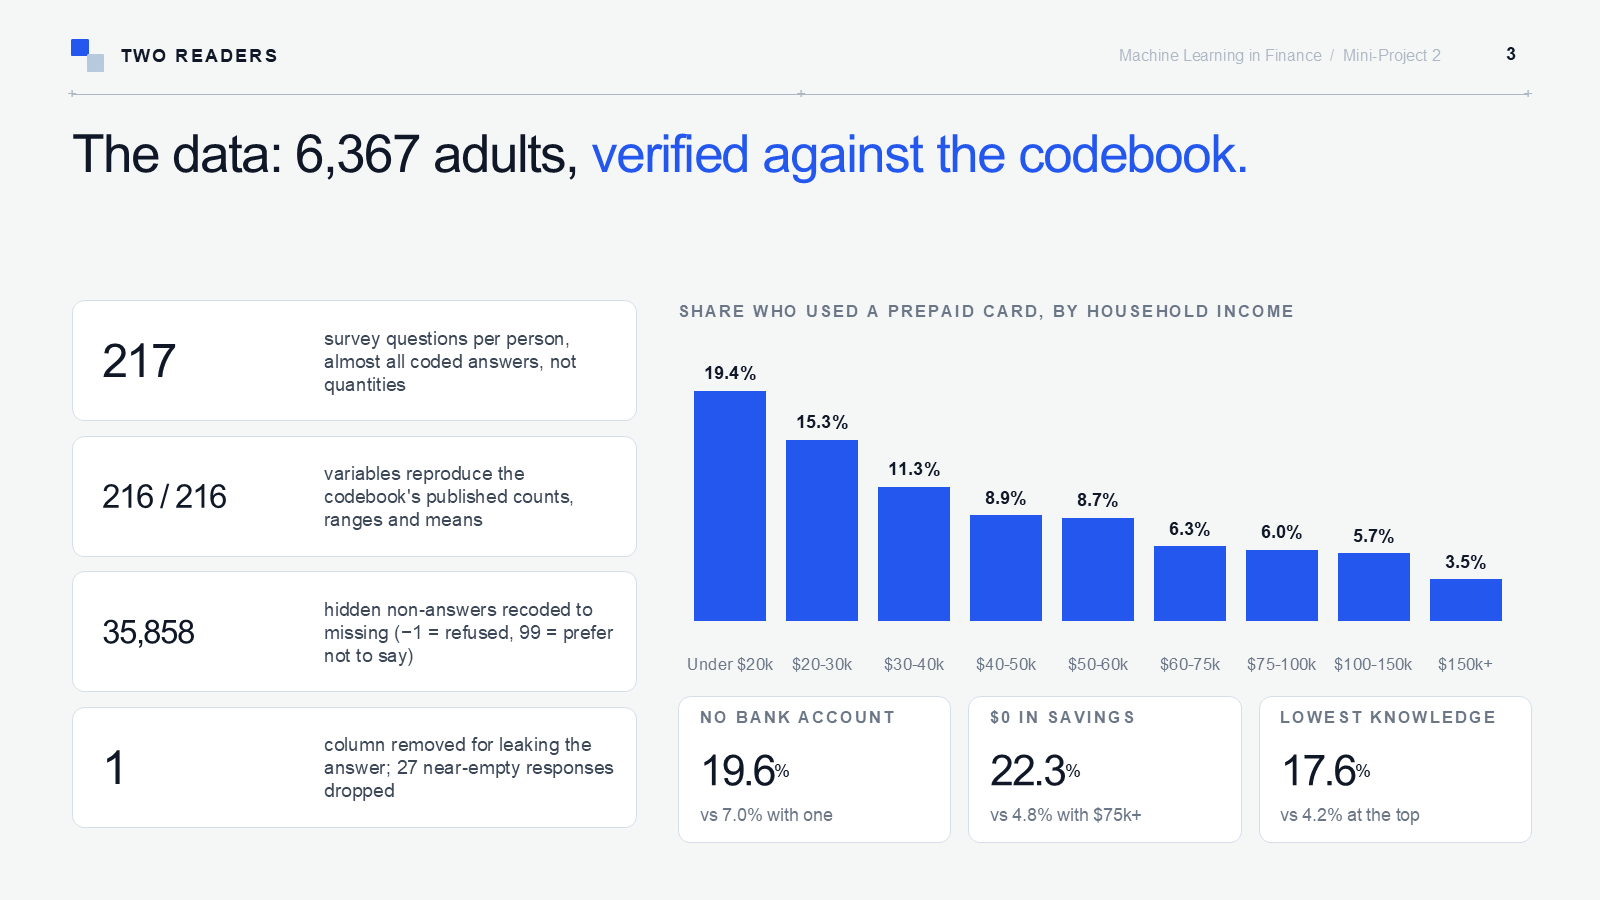 TWO READERS
Machine Learning in Finance / Mini-Project 2
3
The data: 6,367 adults, verified against the codebook.
217
survey questions per person,
almost all coded answers, not
quantities
216 / 216
variables reproduce the
codebook's published counts,
ranges and means
35,858
hidden non-answers recoded to
missing (−1 = refused, 99 = prefer
not to say)
1
column removed for leaking the
answer; 27 near-empty responses
dropped
SHARE WHO USED A PREPAID CARD, BY HOUSEHOLD INCOME
19.4%
15.3%
11.3%
8.9%
8.7%
6.3%
6.0%
5.7%
3.5%
Under $20k
$20-30k
$30-40k
$40-50k
$50-60k
$60-75k
$75-100k
$100-150k
$150k+
NO BANK ACCOUNT
19.6%
vs 7.0% with one
$0 IN SAVINGS
22.3%
vs 4.8% with $75k+
LOWEST KNOWLEDGE
17.6%
vs 4.2% at the top